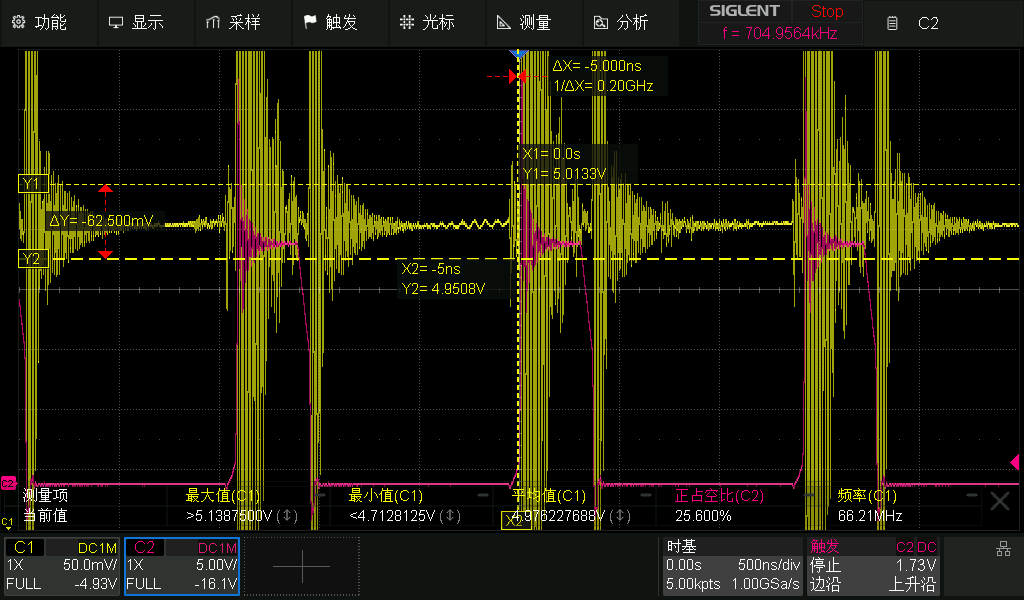 功能 显示 采样 触发 光标 测量 分析 SIGLENT Stop C2
f = 704.9564kHz
ΔX= -5.000ns
1/ΔX= 0.20GHz
X1= 0.0s
Y1= 5.0133V
Y1
ΔY= -62.500mV
Y2
X2= -5ns
Y2= 4.9508V
C2
测量项 最大值(C1) 最小值(C1) 平均值(C1) 正占空比(C2) 频率(C1)
当前值 >5.1387500V(↕) <4.7128125V(↕) 4.976227688V(↕) 25.600% 66.21MHz
C1 X2
C1 DC1M C2 DC1M 时基 触发 C2 DC
1X 50.0mV/ 1X 5.00V/ 0.00s 500ns/div 停止 1.73V
FULL -4.93V FULL -16.1V 5.00kpts 1.00GSa/s 边沿 上升沿